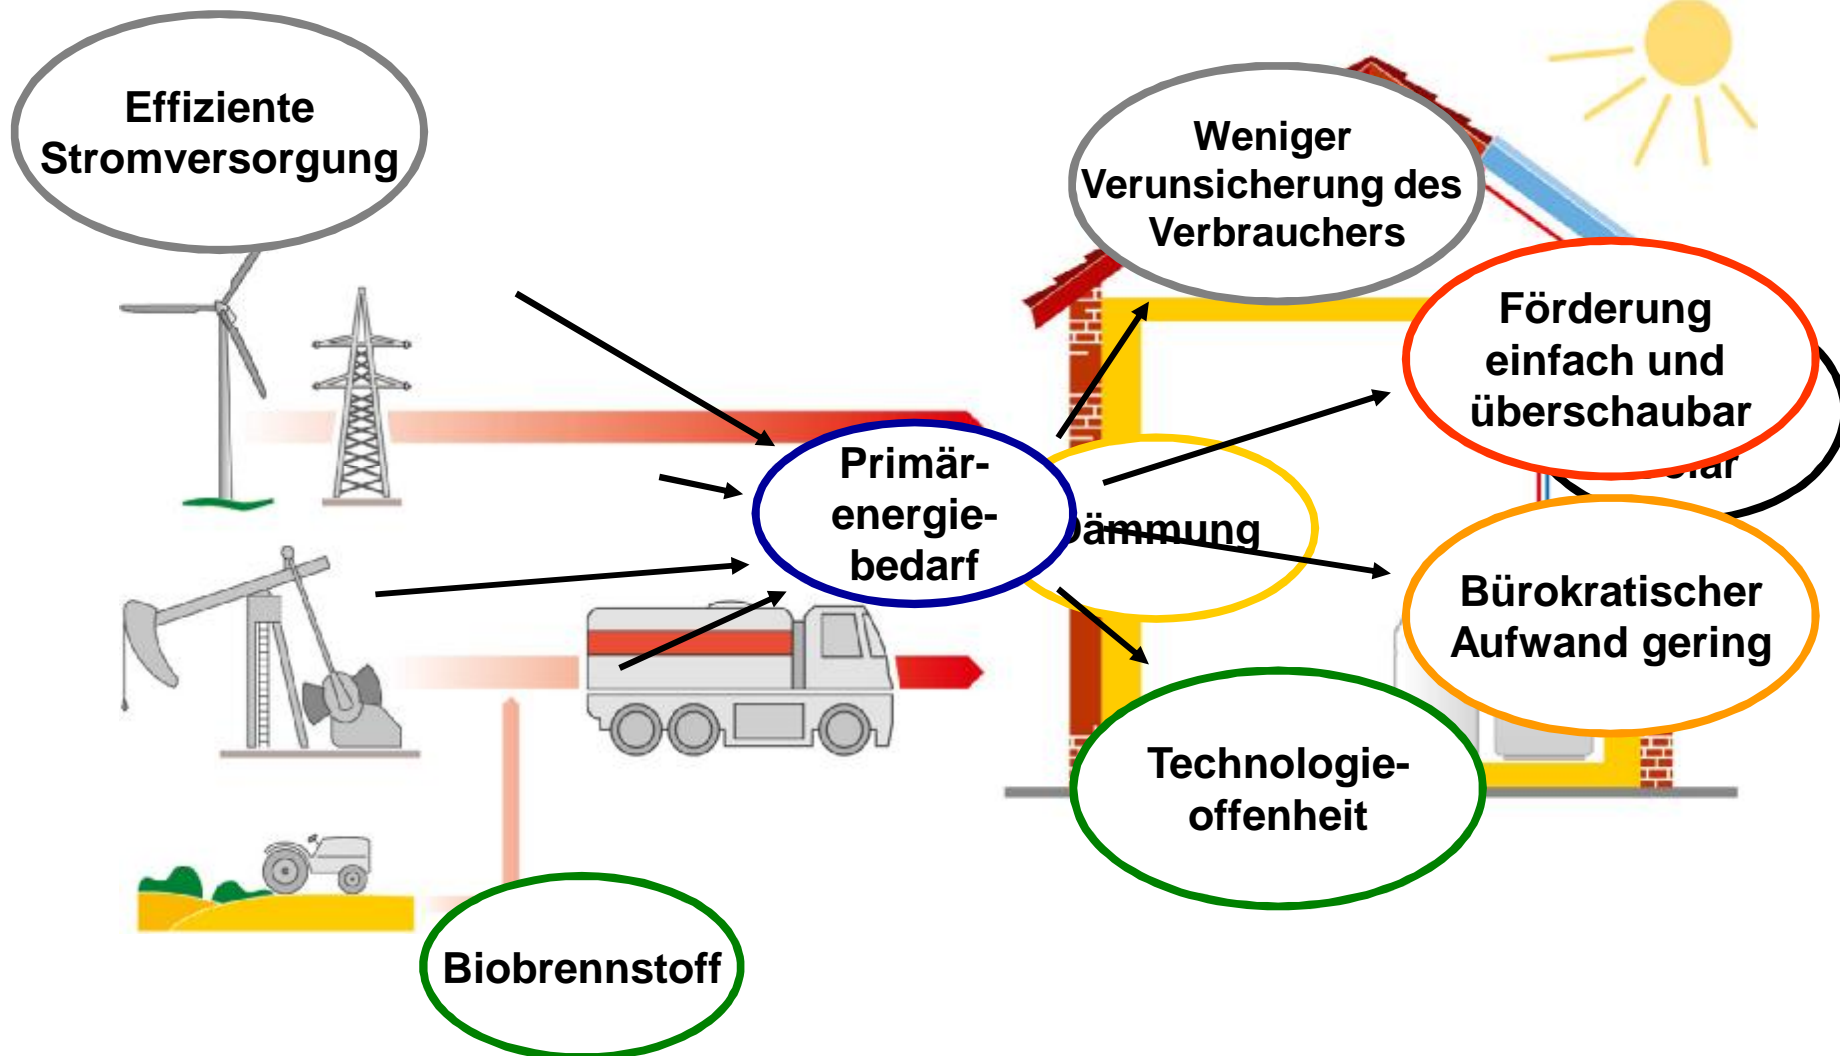 Effiziente
Stromversorgung
Weniger
Verunsicherung des
Verbrauchers
Förderung
einfach und
überschaubar
Primär-
energie-
bedarf
Dämmung
Bürokratischer
Aufwand gering
Technologie-
offenheit
Biobrennstoff